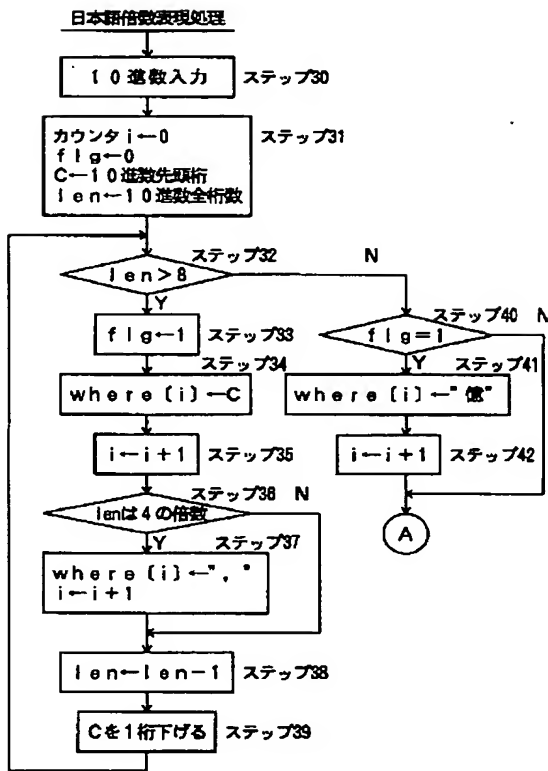 日本語倍数表現処理
10進数入力
ステップ30
カウンタi←0
flg←0
C←10進数先頭桁
len←10進数全桁数
ステップ31
ステップ32
len>8
N
Y
flg←1
ステップ33
ステップ34
where〔i〕←C
i←i+1
ステップ35
ステップ36
N
lenは4の倍数
Y
ステップ37
where〔i〕←","
i←i+1
len←len-1
ステップ38
Cを1桁下げる
ステップ39
ステップ40
N
flg=1
Y
ステップ41
where〔i〕←"億"
i←i+1
ステップ42
A